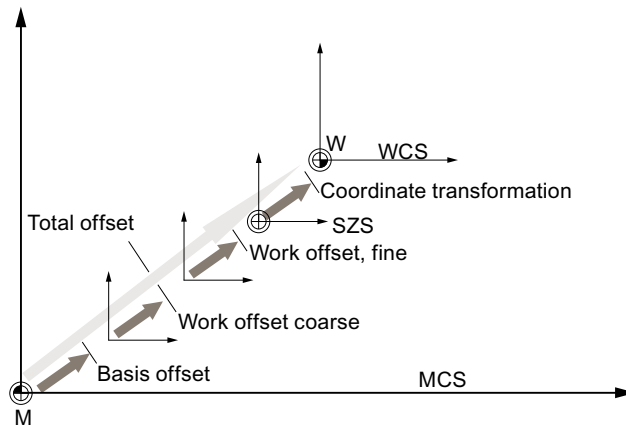 W
WCS
Coordinate transformation
Total offset
SZS
Work offset, fine
Work offset coarse
Basis offset
MCS
M